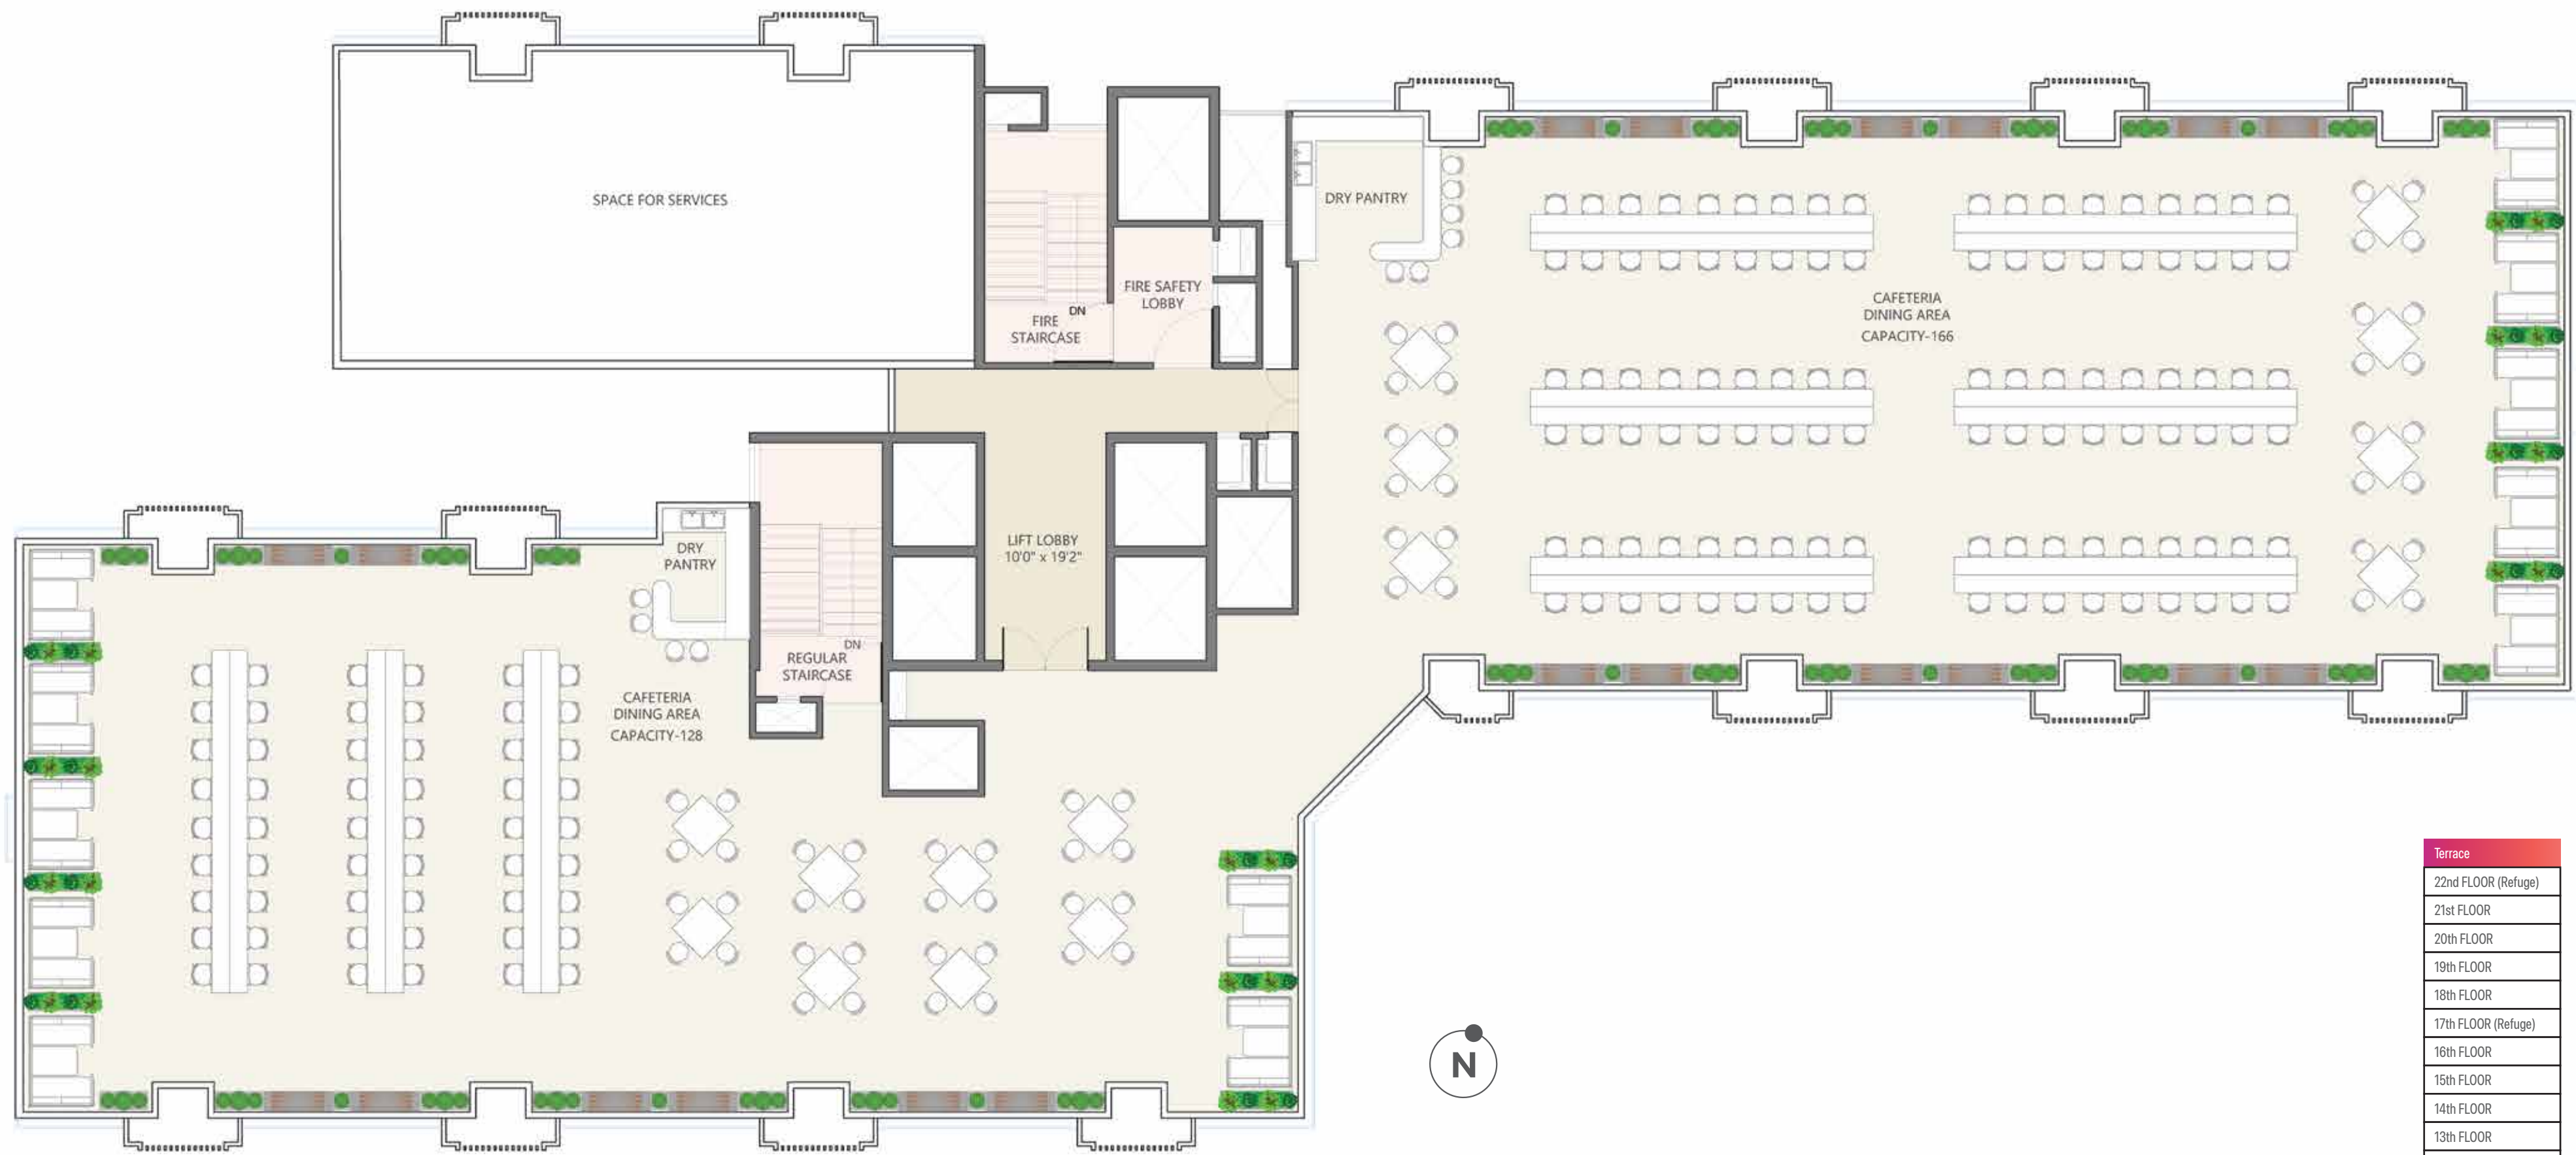 SPACE FOR SERVICES
DRY PANTRY
FIRE SAFETY
LOBBY
DN
FIRE
STAIRCASE
CAFETERIA
DINING AREA
CAPACITY-166
LIFT LOBBY
10'0" x 19'2"
DRY
PANTRY
DN
REGULAR
STAIRCASE
CAFETERIA
DINING AREA
CAPACITY-128
N
Terrace
22nd FLOOR (Refuge)
21st FLOOR
20th FLOOR
19th FLOOR
18th FLOOR
17th FLOOR (Refuge)
16th FLOOR
15th FLOOR
14th FLOOR
13th FLOOR